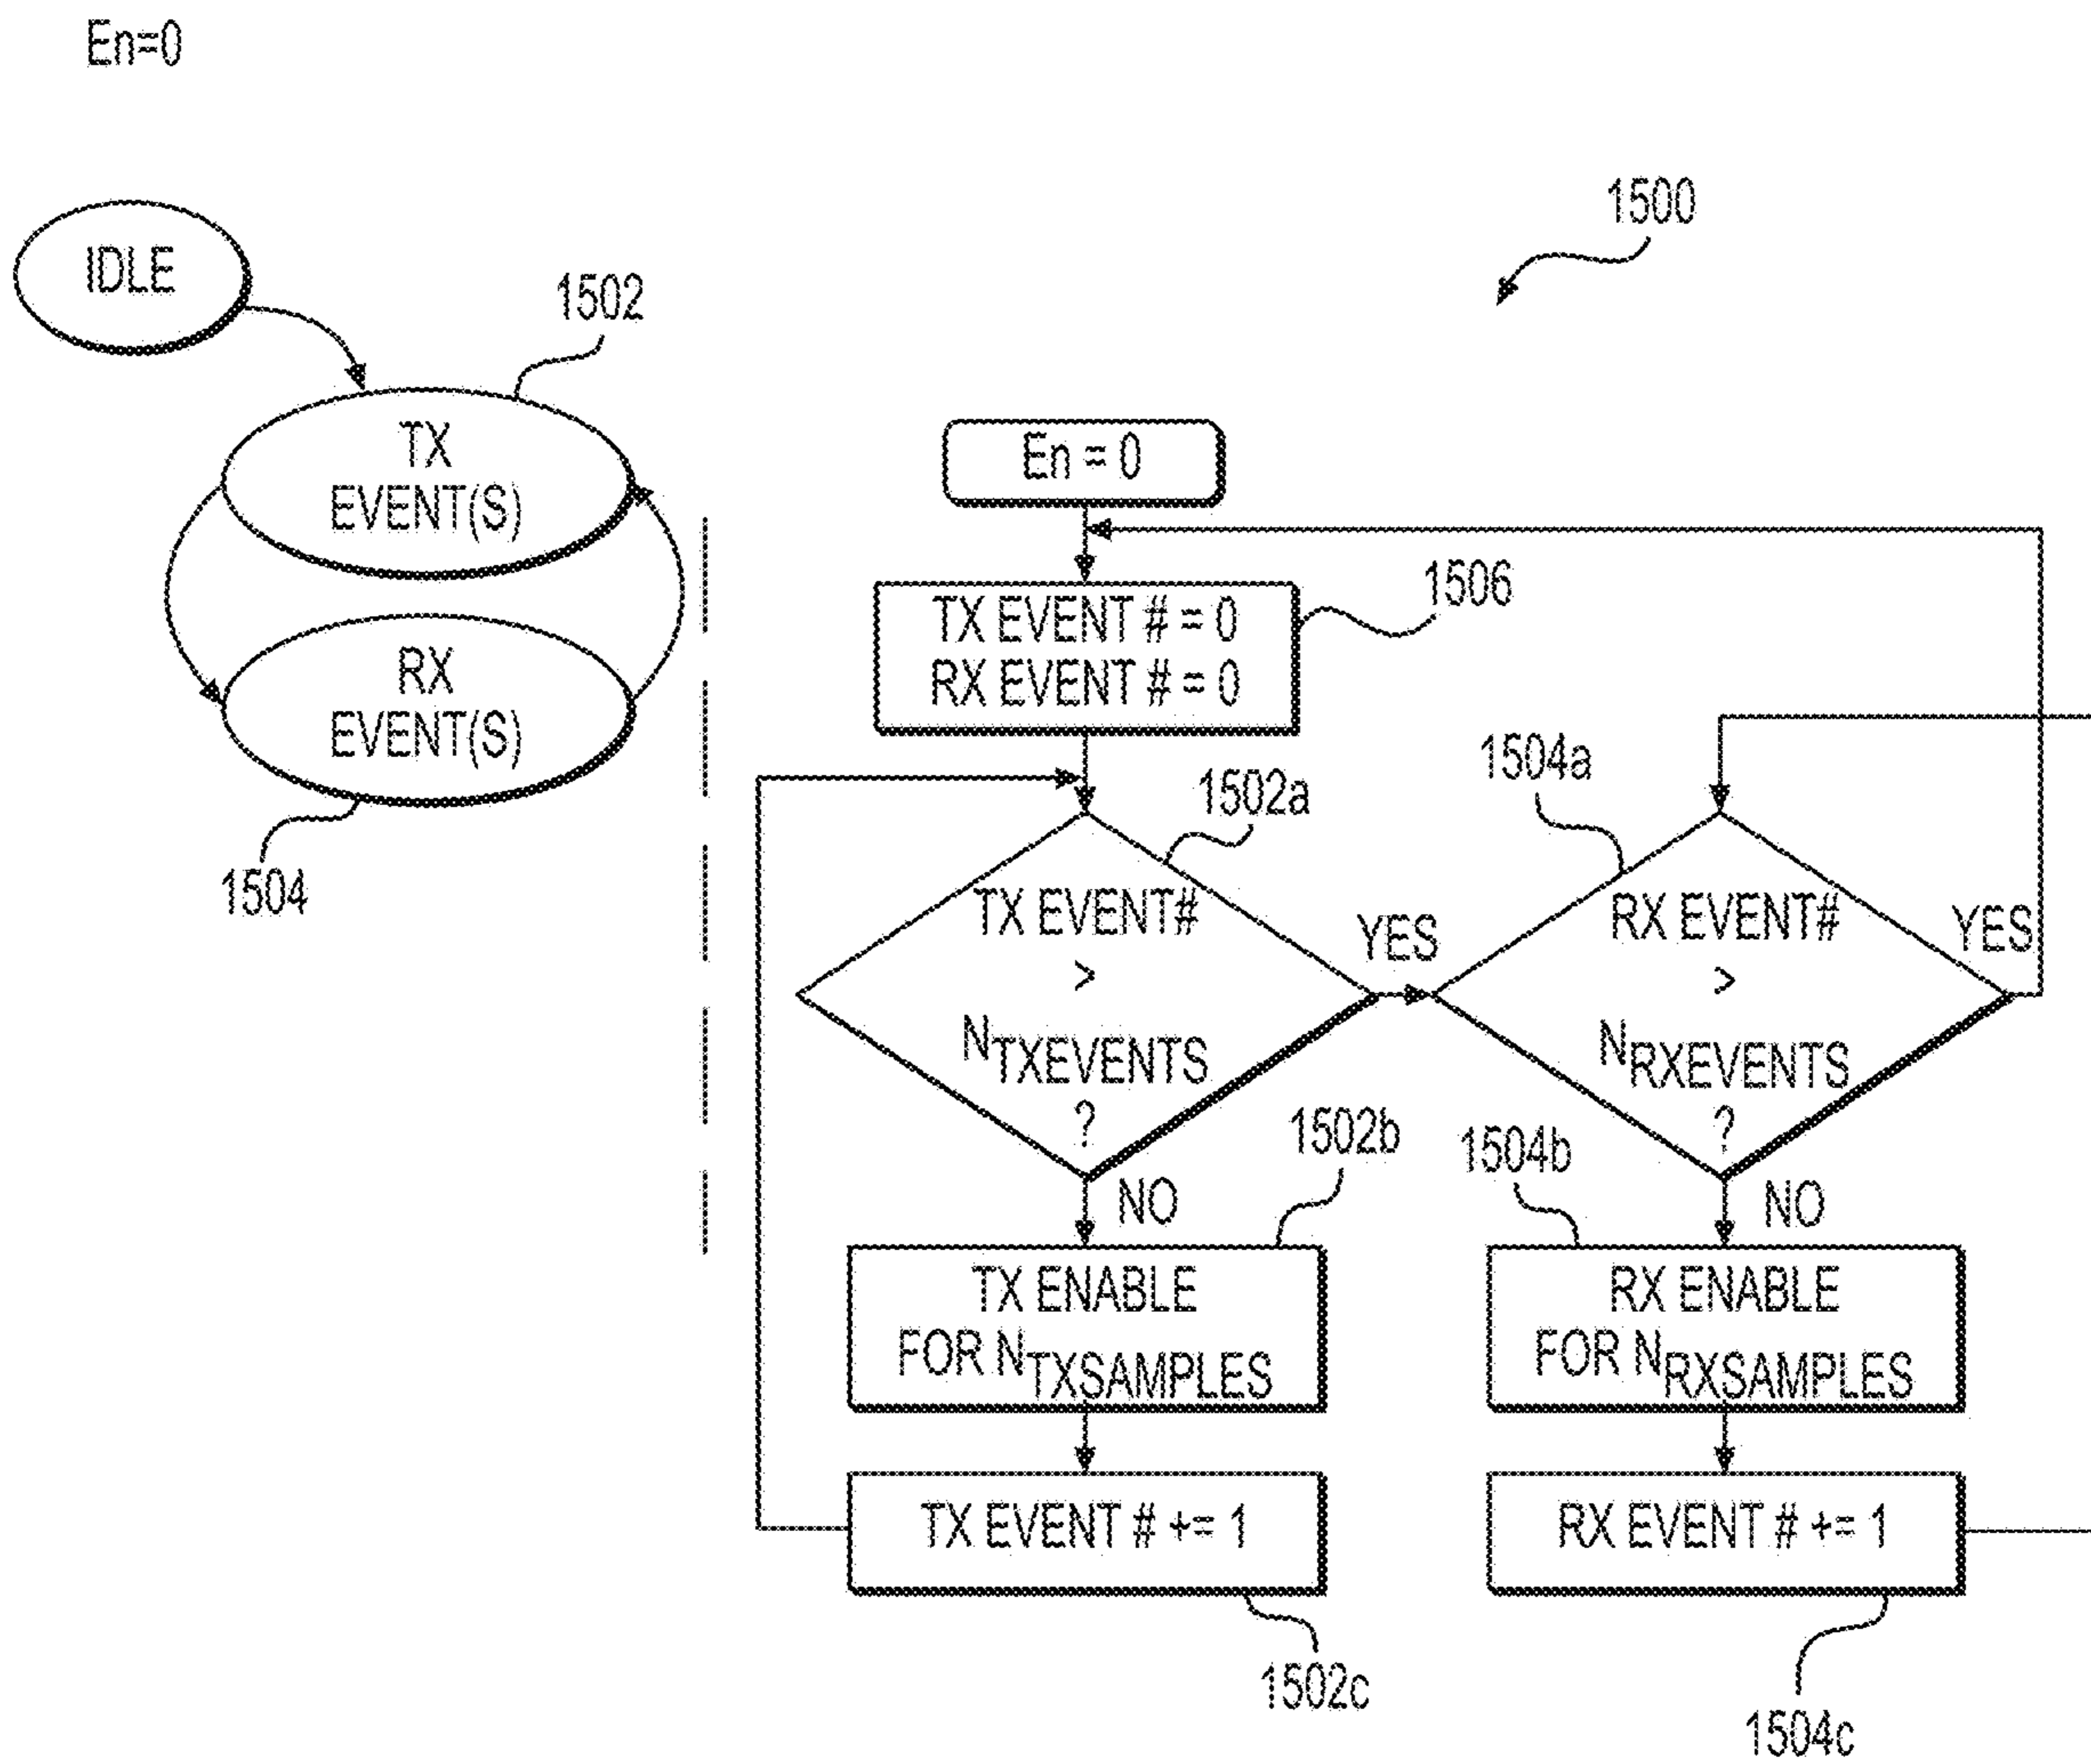 En=0
1500
IDLE
1502
TX
EVENT(S)
En = 0
1506
TX EVENT # = 0
RX EVENT # = 0
RX
EVENT(S)
1504
1502a
1504a
TX EVENT#
>
NTXEVENTS
?
YES
RX EVENT#
>
NRXEVENTS
?
YES
1502b
NO
1504b
NO
TX ENABLE
FOR NTXSAMPLES
RX ENABLE
FOR NRXSAMPLES
TX EVENT # += 1
RX EVENT # += 1
1502c
1504c